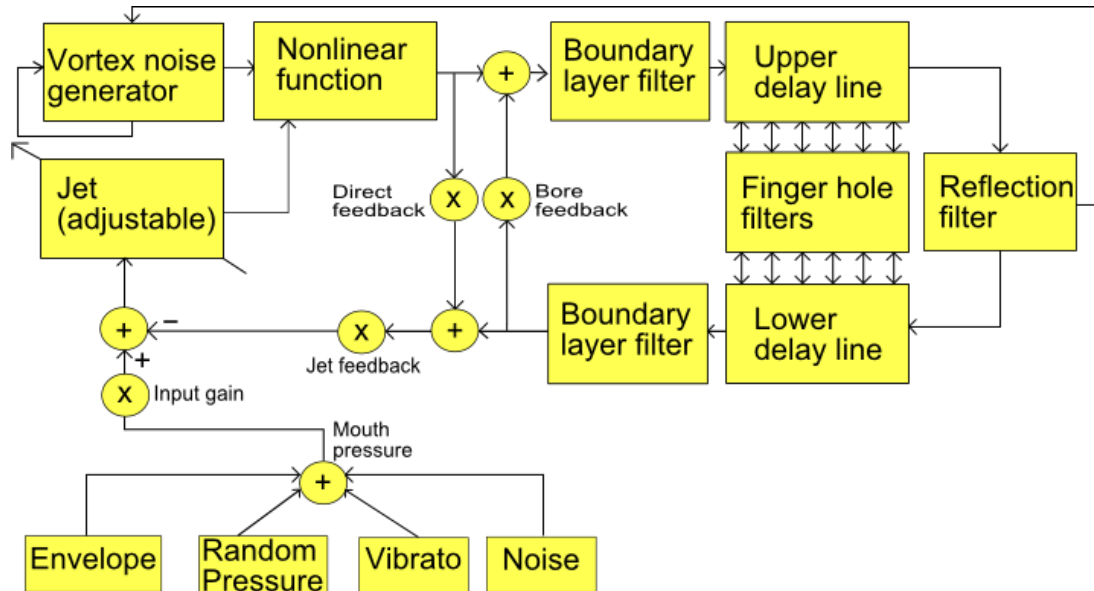 Vortex noise
generator
Nonlinear
function
+
Boundary
layer filter
Upper
delay line
Jet
(adjustable)
Direct
feedback
x
x
Bore
feedback
Finger hole
filters
Reflection
filter
+
−
x
Jet feedback
+
Boundary
layer filter
Lower
delay line
+
x
Input gain
Mouth
pressure
+
Envelope
Random
Pressure
Vibrato
Noise